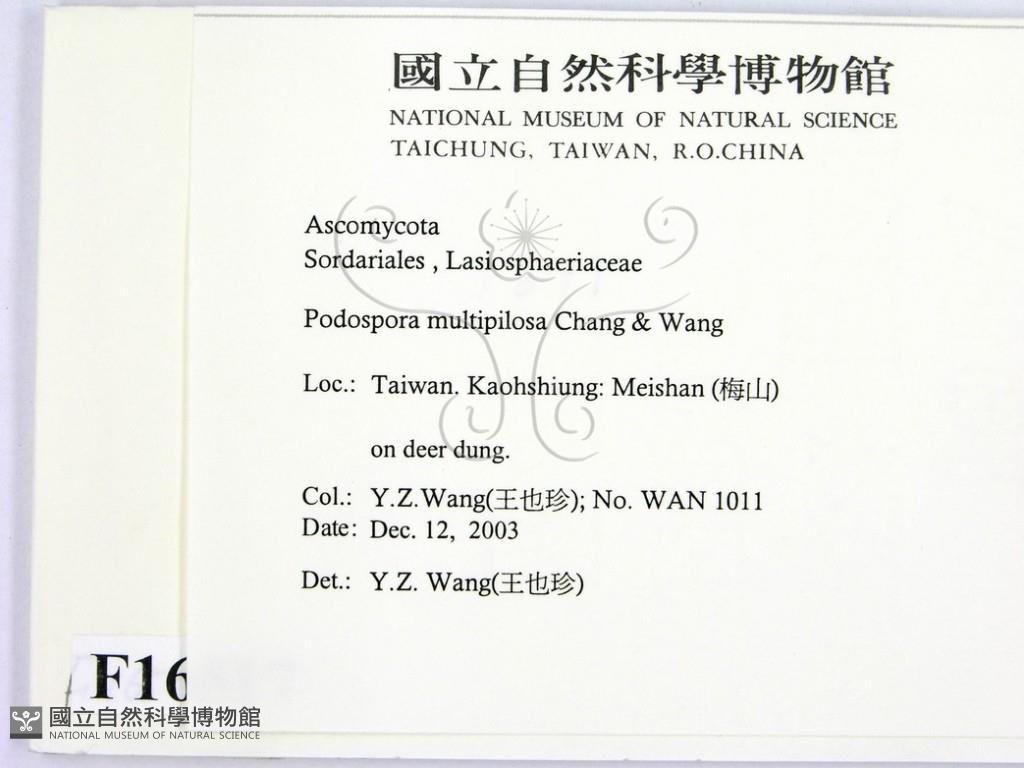 國立自然科學博物館
NATIONAL MUSEUM OF NATURAL SCIENCE
TAICHUNG, TAIWAN, R.O.CHINA
Ascomycota
Sordariales , Lasiosphaeriaceae
Podospora multipilosa Chang & Wang
Loc.: Taiwan. Kaohshiung: Meishan (梅山)
on deer dung.
Col.: Y.Z.Wang(王也珍); No. WAN 1011
Date: Dec. 12, 2003
Det.: Y.Z. Wang(王也珍)
F16
國立自然科學博物館
NATIONAL MUSEUM OF NATURAL SCIENCE